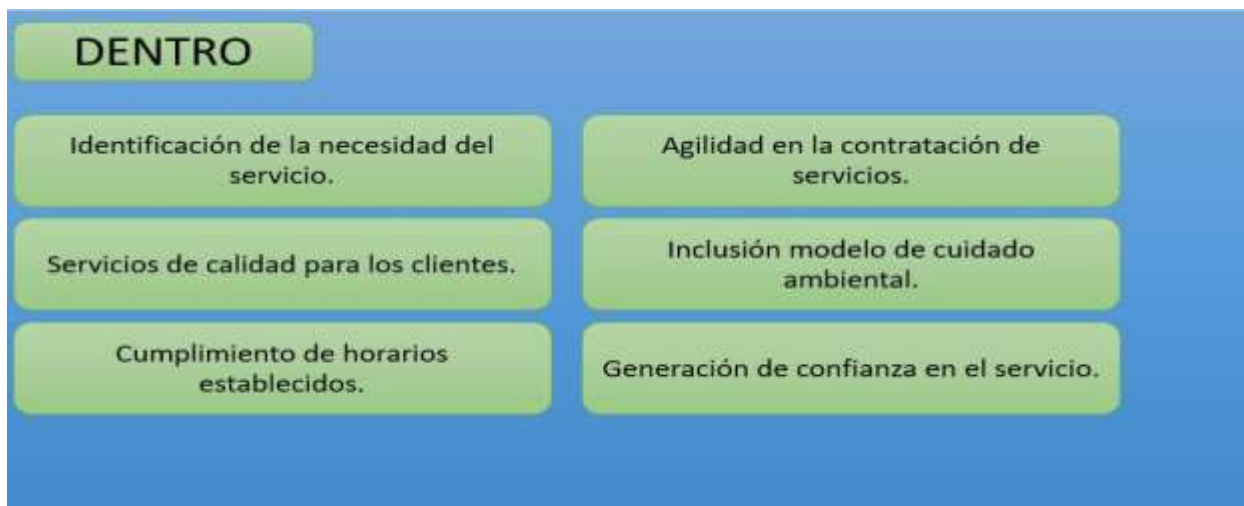 DENTRO
Identificación de la necesidad del
servicio.
Agilidad en la contratación de
servicios.
Servicios de calidad para los clientes.
Inclusión modelo de cuidado
ambiental.
Cumplimiento de horarios
establecidos.
Generación de confianza en el servicio.